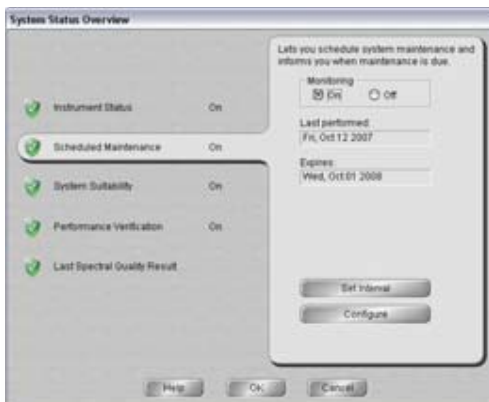 System Status Overview
Instrument Status On
Scheduled Maintenance On
System Suitability On
Performance Verification On
Last Spectral Quality Result
Lets you schedule system maintenance and
informs you when maintenance is due.
Monitoring
On Off
Last performed:
Fri, Oct 12 2007
Expires:
Wed, Oct 01 2008
Set Interval
Configure
Help OK Cancel